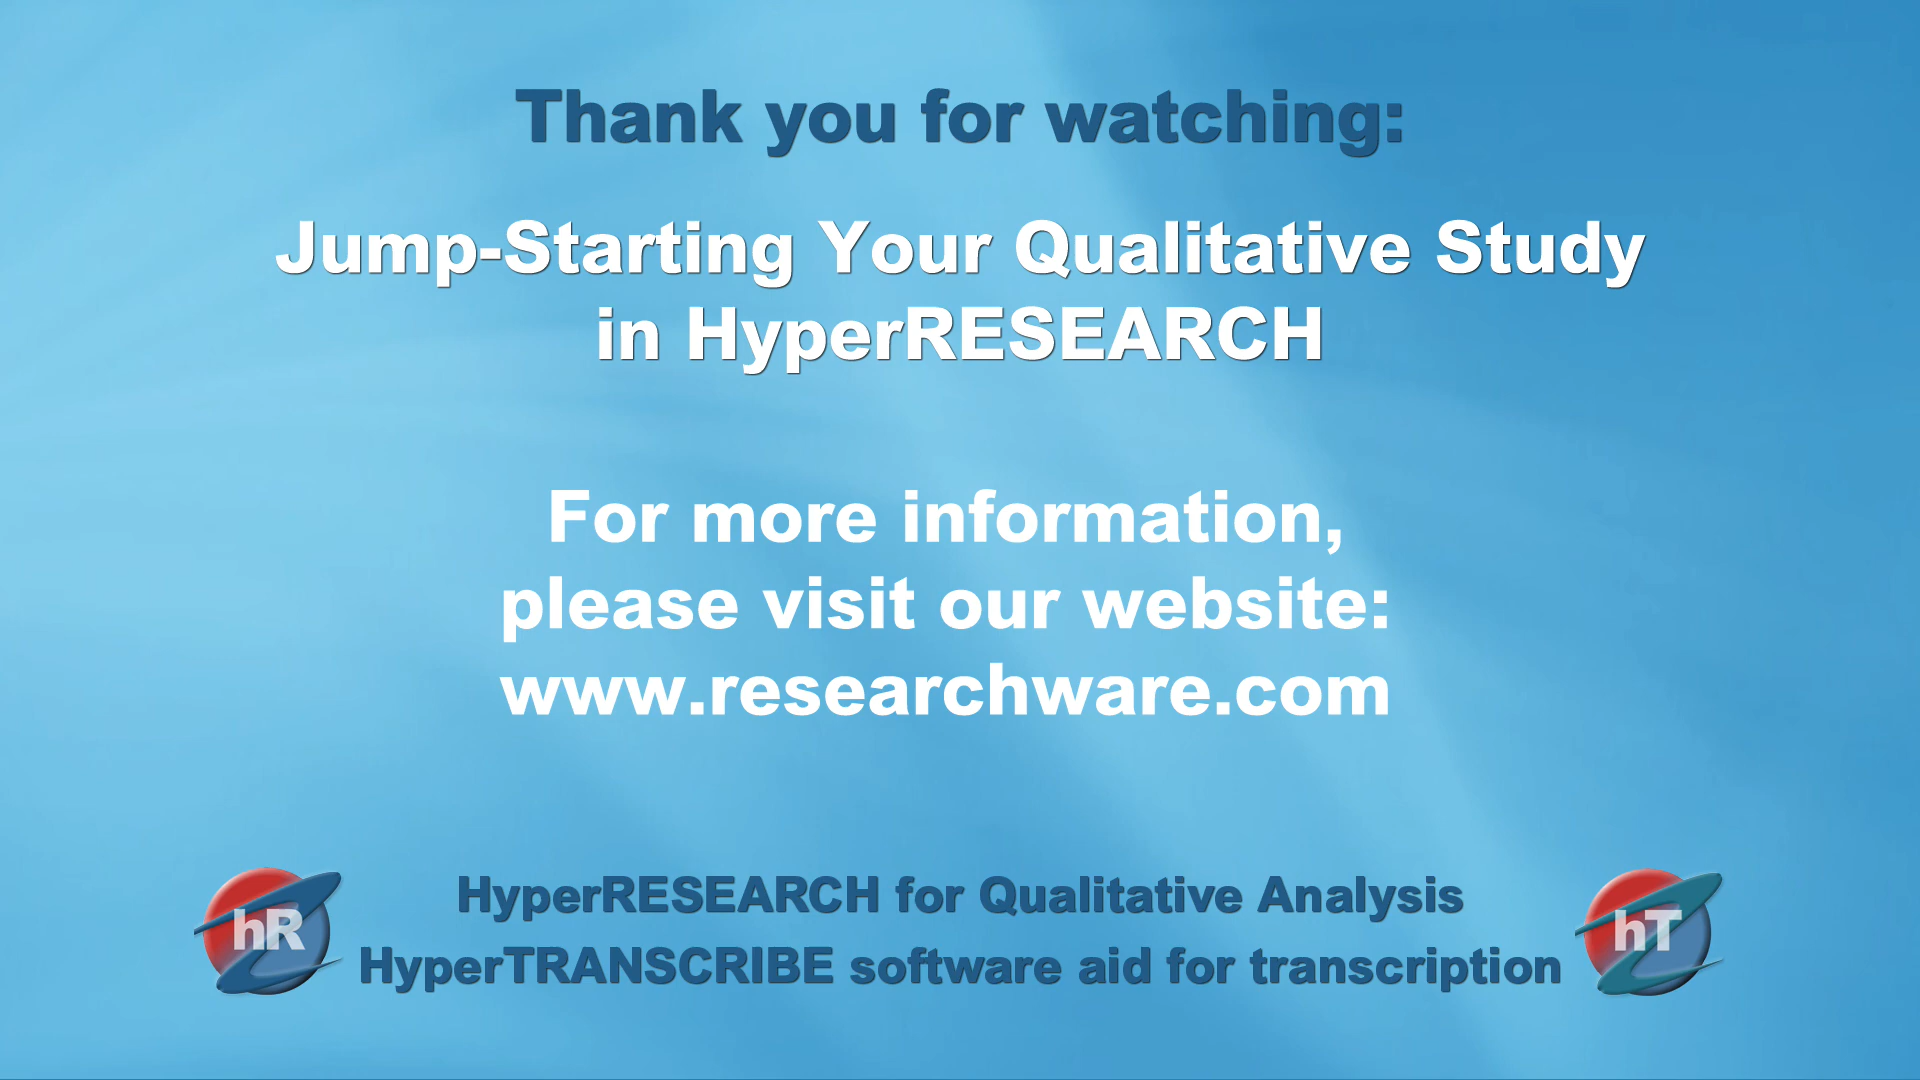 Thank you for watching:
Jump-Starting Your Qualitative Study
in HyperRESEARCH
For more information,
please visit our website:
www.researchware.com
hR
HyperRESEARCH for Qualitative Analysis
HyperTRANSCRIBE software aid for transcription
hT